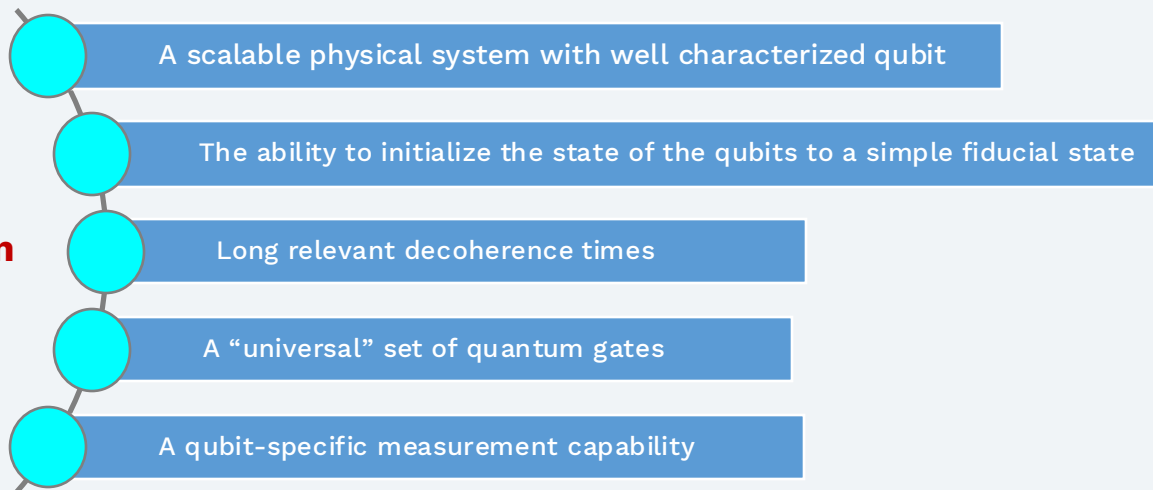 A scalable physical system with well characterized qubit
The ability to initialize the state of the qubits to a simple fiducial state
Long relevant decoherence times
A “universal” set of quantum gates
A qubit-specific measurement capability